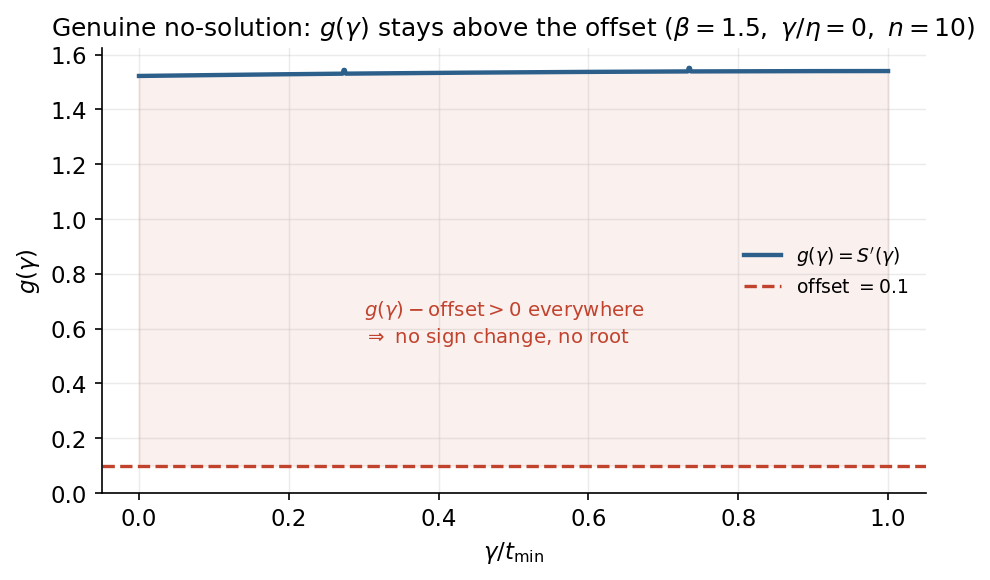 Genuine no-solution: g(γ) stays above the offset (β = 1.5, γ/η = 0, n = 10)
1.6
1.4
1.2
1.0
0.8
0.6
0.4
0.2
0.0
g(γ)
g(γ) = S′(γ)
offset = 0.1
g(γ) − offset > 0 everywhere
⇒ no sign change, no root
0.0 0.2 0.4 0.6 0.8 1.0
γ/tmin